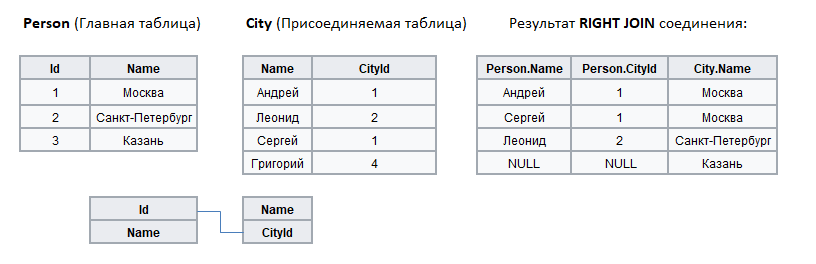 Person (Главная таблица)
City (Присоединяемая таблица)
Результат RIGHT JOIN соединения:
Id Name
1 Москва
2 Санкт-Петербург
3 Казань
Name CityId
Андрей 1
Леонид 2
Сергей 1
Григорий 4
Person.Name Person.CityId City.Name
Андрей 1 Москва
Сергей 1 Москва
Леонид 2 Санкт-Петербург
NULL NULL Казань
Id
Name
Name
CityId